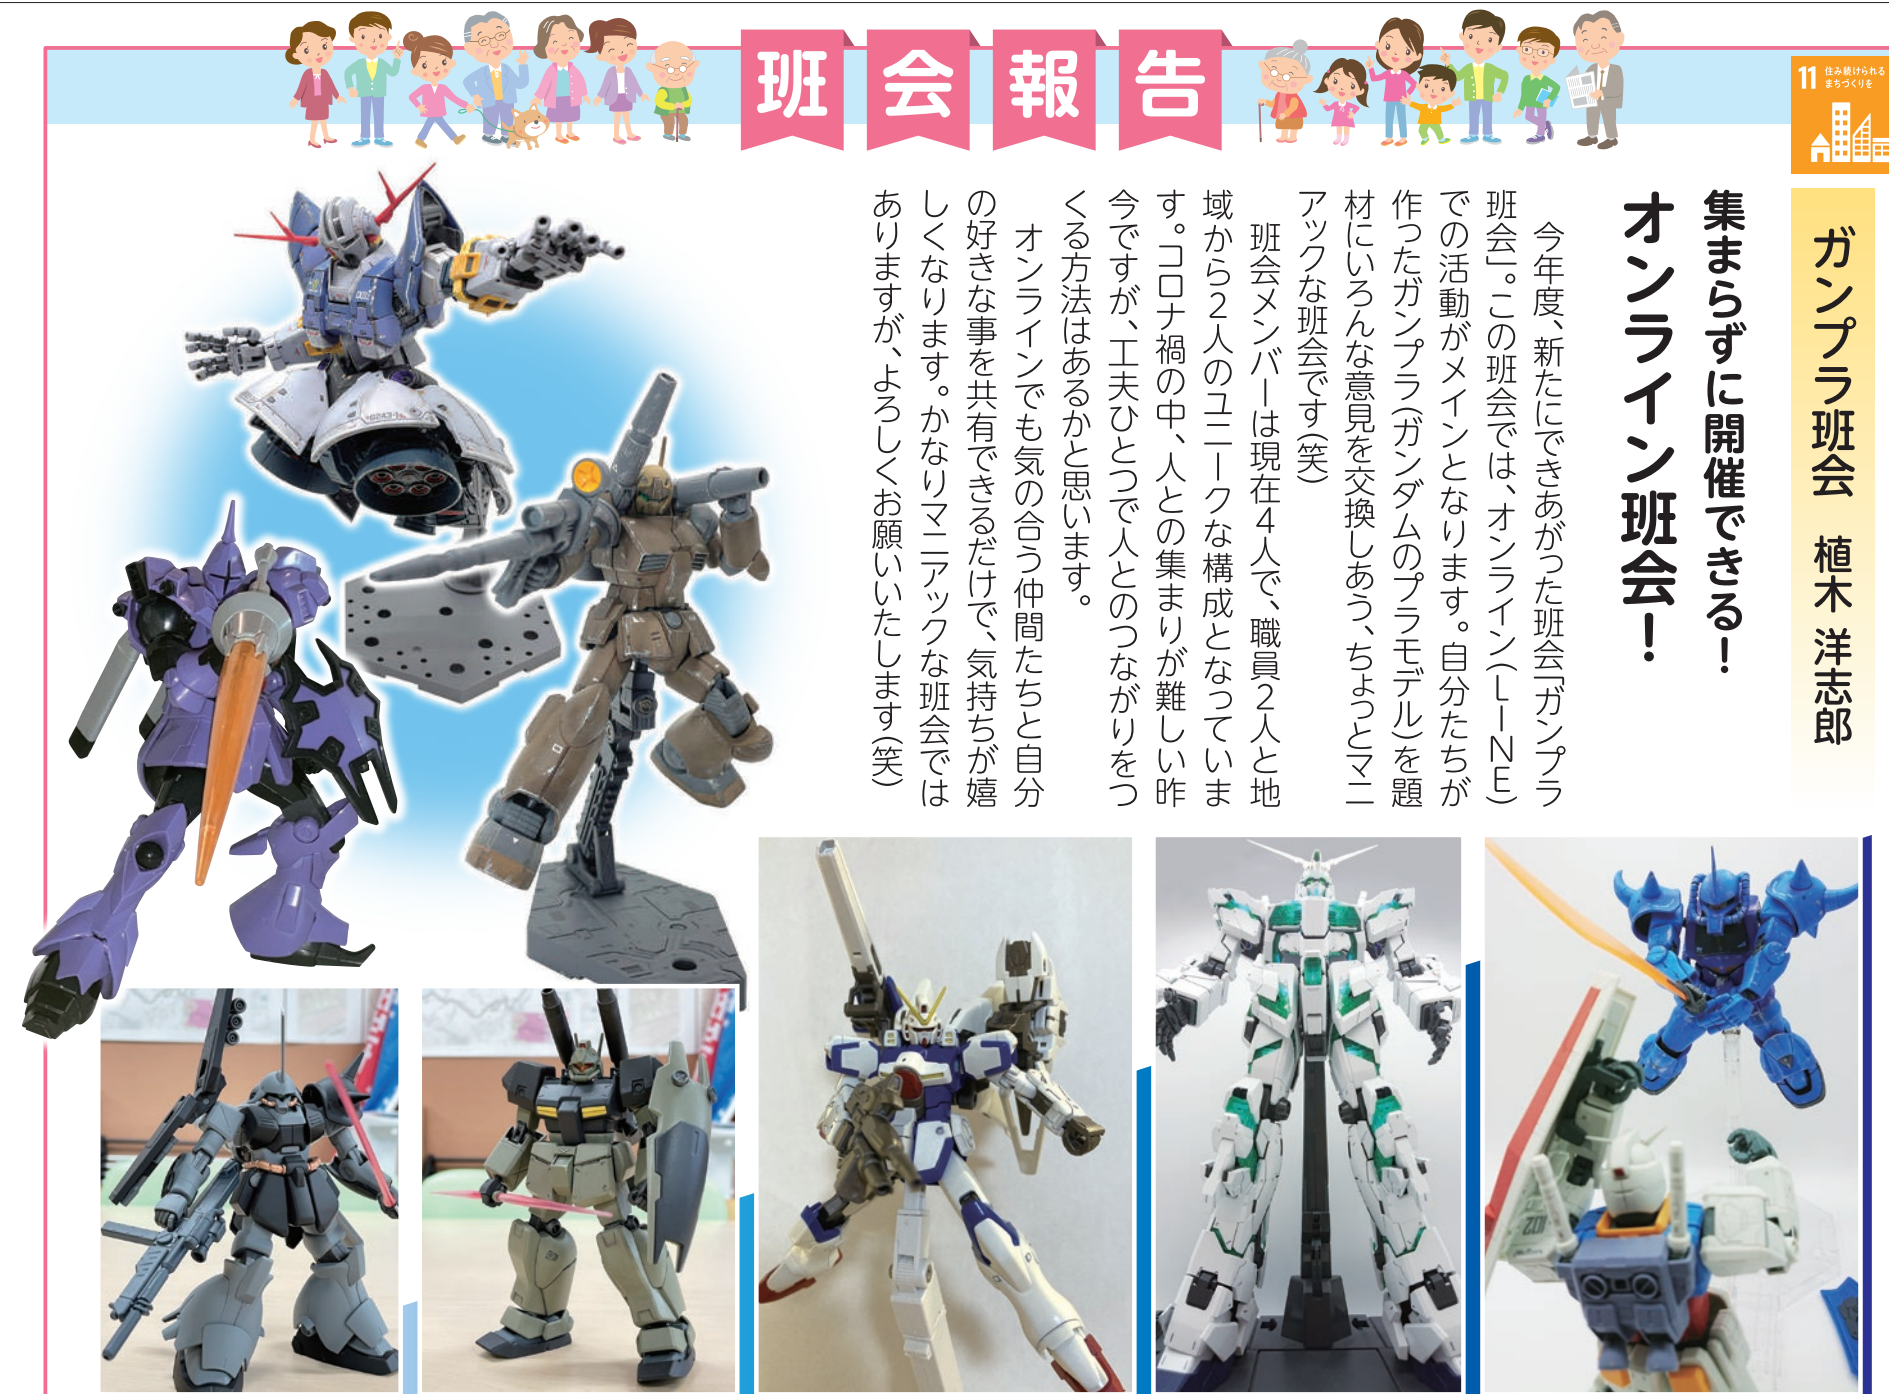 班会報告
11 住み続けられる
まちづくりを
ガンプラ班会 植木 洋志郎
集まらずに開催できる!
オンライン班会!
今年度、新たにできあがった班会「ガンプラ
班会」。この班会では、オンライン(LINE)
での活動がメインとなります。自分たちが
作ったガンプラ(ガンダムのプラモデル)を題
材にいろんな意見を交換しあう、ちょっとマニ
アックな班会です(笑)
班会メンバーは現在4人で、職員2人と地
域から2人のユニークな構成となっていま
す。コロナ禍の中、人との集まりが難しい昨
今ですが、工夫ひとつで人とのつながりをつ
くる方法はあるかと思います。
オンラインでも気の合う仲間たちと自分
の好きな事を共有できるだけで、気持ちが嬉
しくなります。かなりマニアックな班会では
ありますが、よろしくお願いいたします(笑)